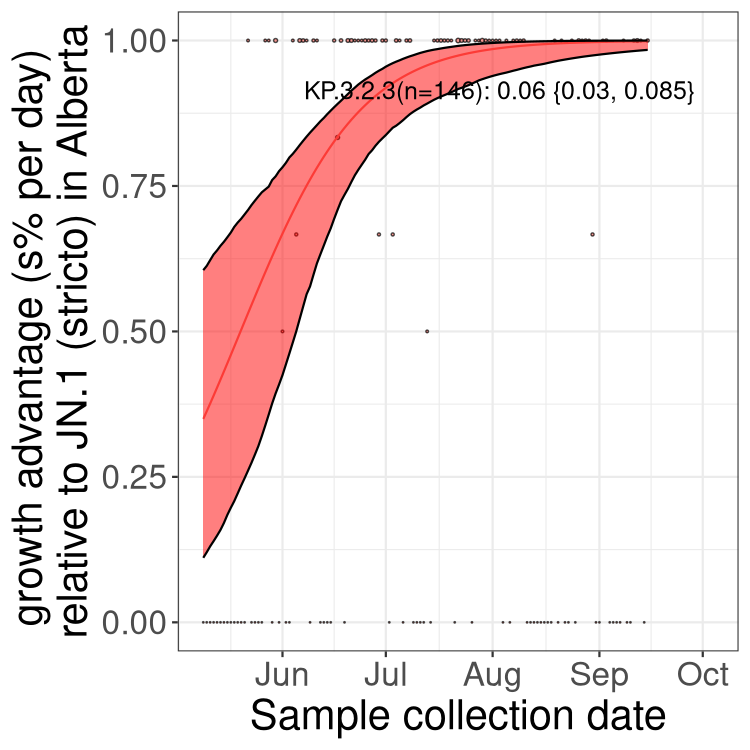 growth advantage (s% per day)
relative to JN.1 (stricto) in Alberta
1.00
0.75
0.50
0.25
0.00
KP.3.2.3(n=146): 0.06 {0.03, 0.085}
Jun Jul Aug Sep Oct
Sample collection date